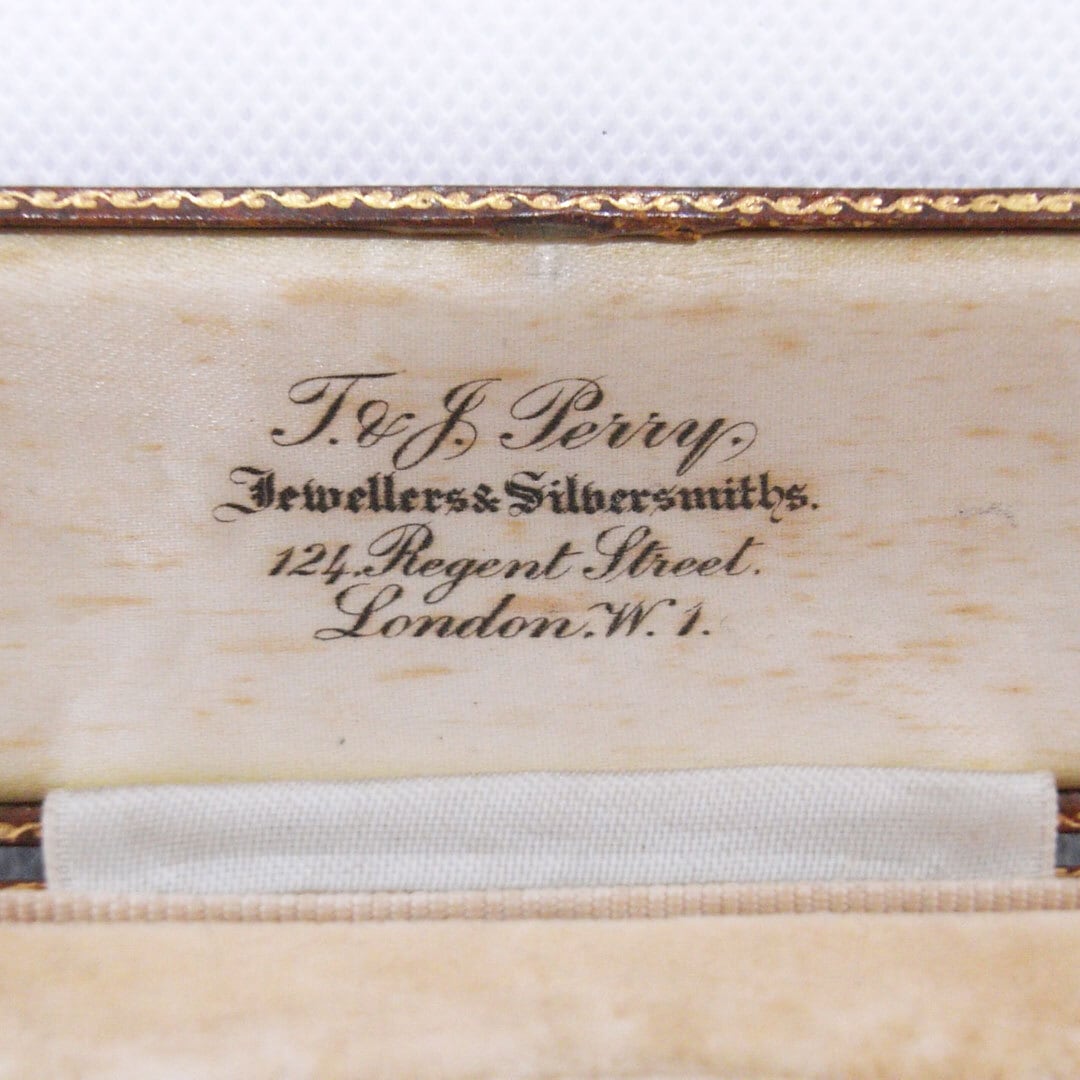 T. & J. Perry,
Jewellers & Silversmiths.
124. Regent Street.
London. W. 1.